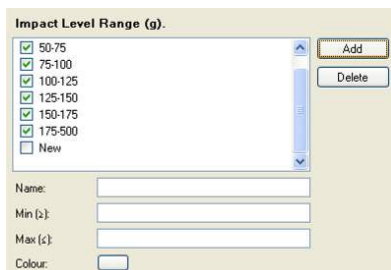 Impact Level Range (g).
50-75
Add
75-100
Delete
100-125
125-150
150-175
175-500
New
Name:
Min (≥):
Max (≤):
Colour: